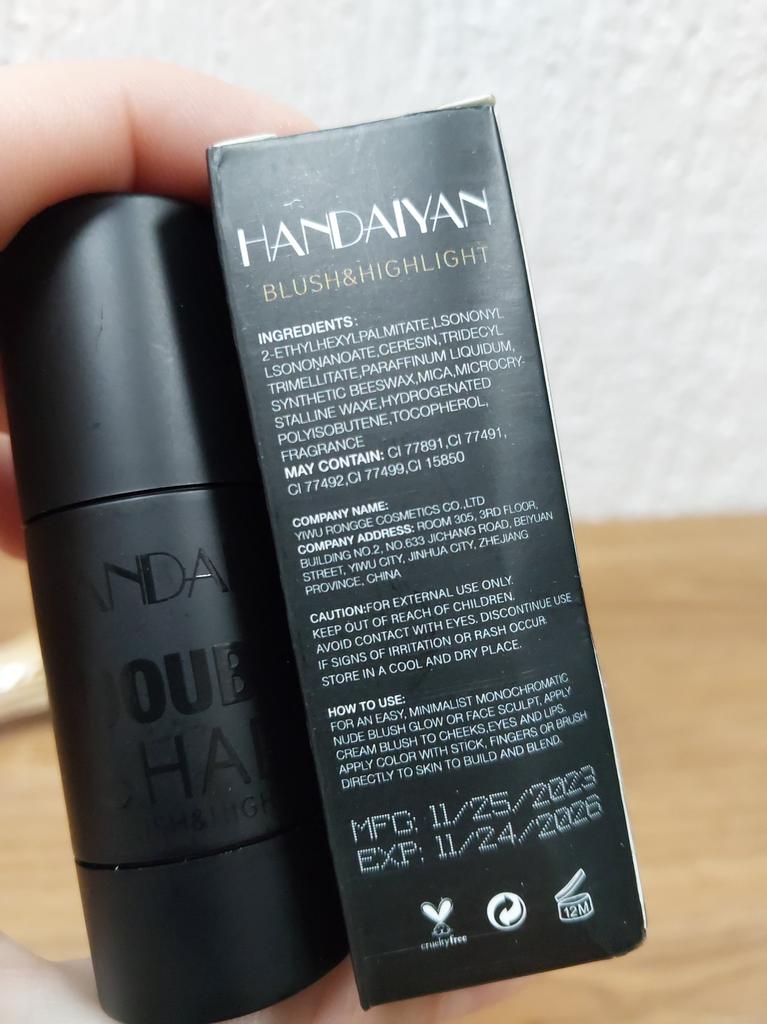 HANDAIYAN
BLUSH&HIGHLIGHT
INGREDIENTS:
2-ETHYLHEXYLPALMITATE,LSONONYL
LSONONANOATE,CERESIN,TRIDECYL
TRIMELLITATE,PARAFFINUM LIQUIDUM,
SYNTHETIC BEESWAX,MICA,MICROCRY-
STALLINE WAXE,HYDROGENATED
POLYISOBUTENE,TOCOPHEROL,
FRAGRANCE
MAY CONTAIN: CI 77891,CI 77491,
CI 77492,CI 77499,CI 15850
COMPANY NAME:
YIWU RONGGE COSMETICS CO.,LTD
COMPANY ADDRESS: ROOM 305, 3RD FLOOR,
BUILDING NO.2, NO.633 JICHANG ROAD, BEIYUAN
STREET, YIWU CITY, JINHUA CITY, ZHEJIANG
PROVINCE, CHINA
CAUTION:FOR EXTERNAL USE ONLY.
KEEP OUT OF REACH OF CHILDREN.
AVOID CONTACT WITH EYES. DISCONTINUE USE
IF SIGNS OF IRRITATION OR RASH OCCUR.
STORE IN A COOL AND DRY PLACE.
HOW TO USE:
FOR AN EASY, MINIMALIST MONOCHROMATIC
NUDE BLUSH GLOW OR FACE SCULPT, APPLY
CREAM BLUSH TO CHEEKS,EYES AND LIPS.
APPLY COLOR WITH STICK, FINGERS OR BRUSH
DIRECTLY TO SKIN TO BUILD AND BLEND.
MFG: 11/25/2023
EXP: 11/24/2026
crueltyfree
12M
ANDA
OUB
HA
SH&HIGH